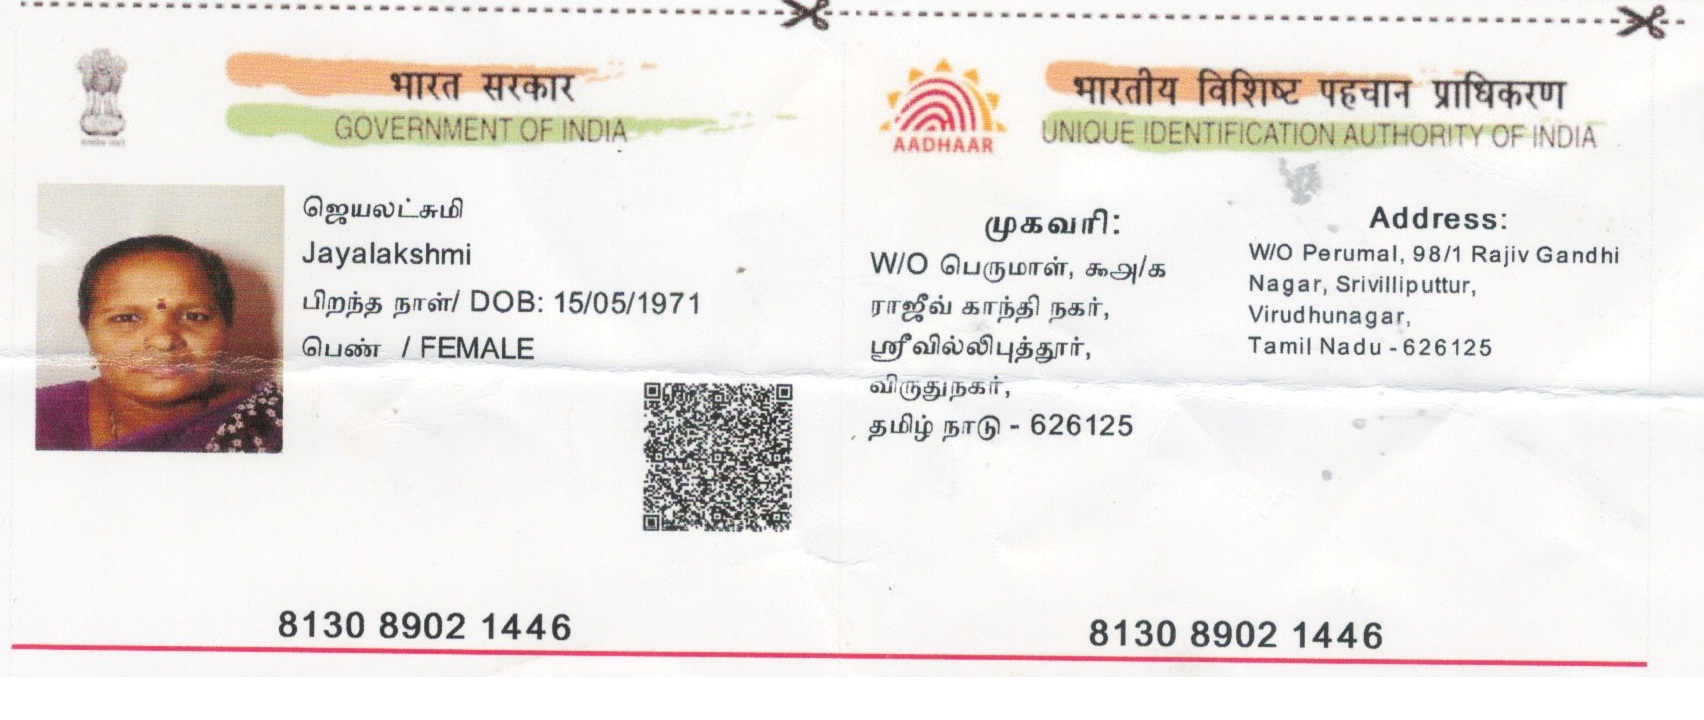 भारत सरकार
GOVERNMENT OF INDIA
ஜெயலட்சுமி
Jayalakshmi
பிறந்த நாள்/ DOB: 15/05/1971
பெண் / FEMALE
8130 8902 1446
AADHAAR
भारतीय विशिष्ट पहचान प्राधिकरण
UNIQUE IDENTIFICATION AUTHORITY OF INDIA
முகவரி:
W/O பெருமாள், ௯௮/௧
ராஜீவ் காந்தி நகர்,
ஸ்ரீவில்லிபுத்தூர்,
விருதுநகர்,
தமிழ் நாடு - 626125
Address:
W/O Perumal, 98/1 Rajiv Gandhi
Nagar, Srivilliputtur,
Virudhunagar,
Tamil Nadu - 626125
8130 8902 1446